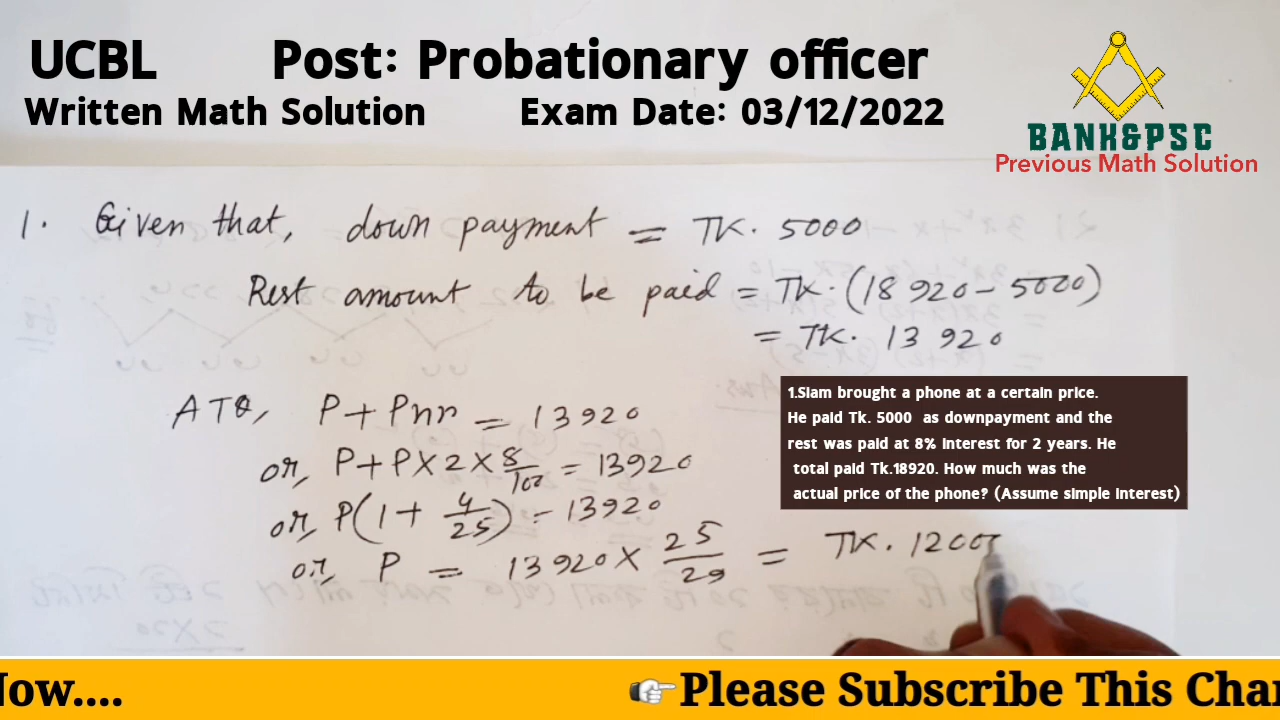 UCBL Post: Probationary officer
Written Math Solution Exam Date: 03/12/2022
BANK&PSC
Previous Math Solution
1. Given that, down payment = TK. 5000
Rest amount to be paid = TK. (18920 - 5000)
= TK. 13920
ATQ, P + Pnr = 13920
or, P + P × 2 × 8/100 = 13920
or, P(1 + 4/25) = 13920
or, P = 13920 × 25/29 = TK. 1200
1.Siam brought a phone at a certain price.
He paid Tk. 5000 as downpayment and the
rest was paid at 8% interest for 2 years. He
total paid Tk.18920. How much was the
actual price of the phone? (Assume simple interest)
Now....
Please Subscribe This Chan